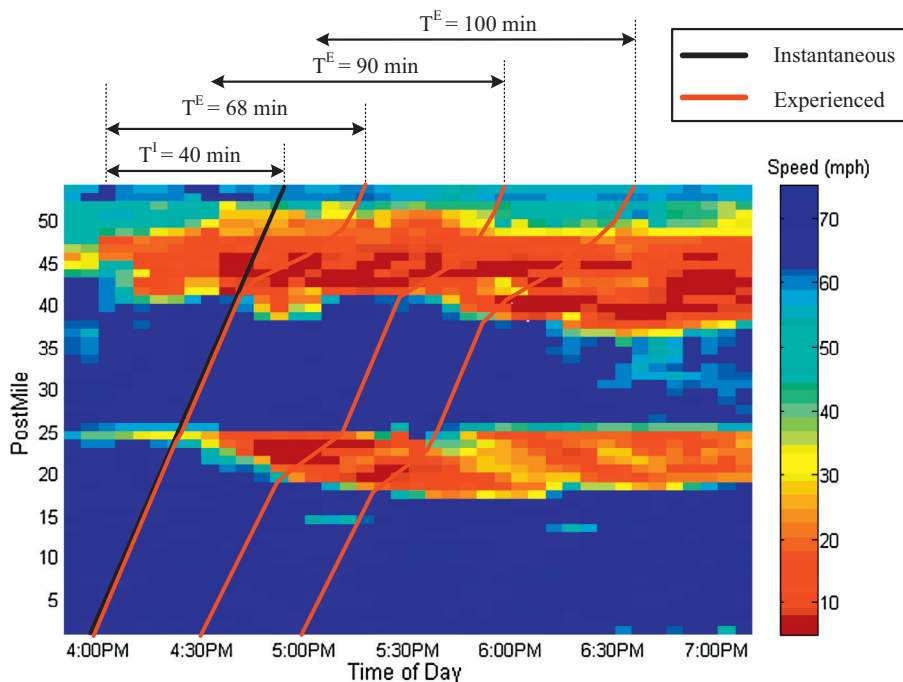 T^E = 100 min
T^E = 90 min
T^E = 68 min
T^I = 40 min
Instantaneous
Experienced
Speed (mph)
70
60
50
40
30
20
10
PostMile
50
45
40
35
30
25
20
15
10
5
4:00PM 4:30PM 5:00PM 5:30PM 6:00PM 6:30PM 7:00PM
Time of Day